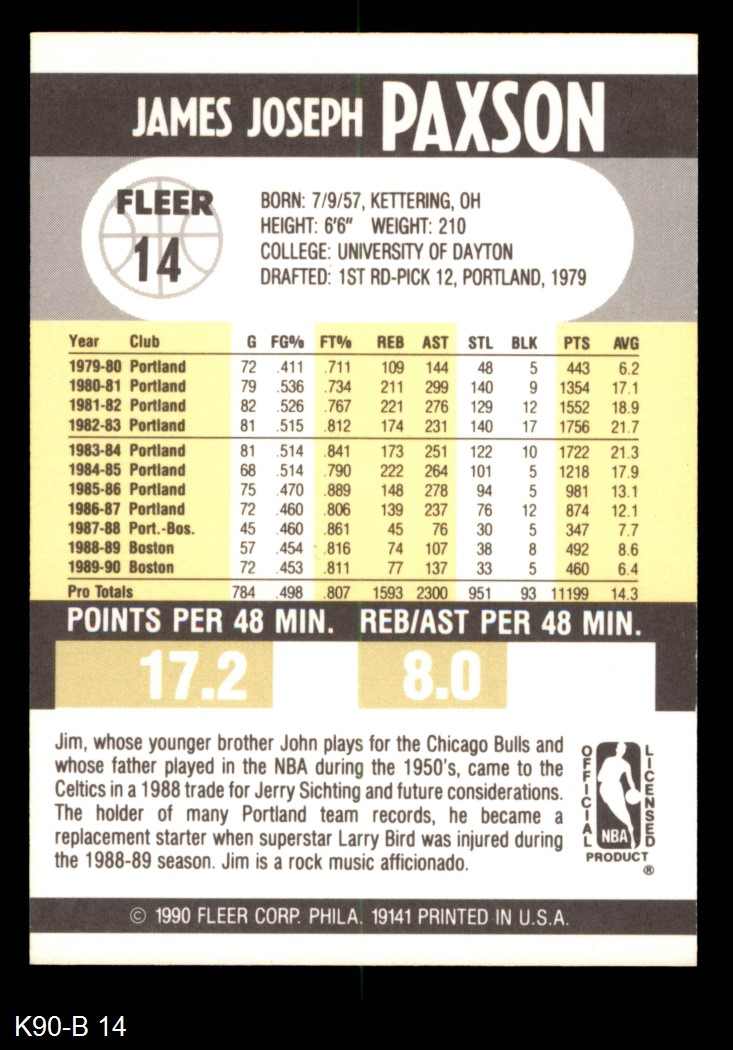 JAMES JOSEPH PAXSON
FLEER
14
BORN: 7/9/57, KETTERING, OH
HEIGHT: 6'6" WEIGHT: 210
COLLEGE: UNIVERSITY OF DAYTON
DRAFTED: 1ST RD-PICK 12, PORTLAND, 1979
Year Club G FG% FT% REB AST STL BLK PTS AVG
1979-80 Portland 72 .411 .711 109 144 48 5 443 6.2
1980-81 Portland 79 .536 .734 211 299 140 9 1354 17.1
1981-82 Portland 82 .526 .767 221 276 129 12 1552 18.9
1982-83 Portland 81 .515 .812 174 231 140 17 1756 21.7
1983-84 Portland 81 .514 .841 173 251 122 10 1722 21.3
1984-85 Portland 68 .514 .790 222 264 101 5 1218 17.9
1985-86 Portland 75 .470 .889 148 278 94 5 981 13.1
1986-87 Portland 72 .460 .806 139 237 76 12 874 12.1
1987-88 Port.-Bos. 45 .460 .861 45 76 30 5 347 7.7
1988-89 Boston 57 .454 .816 74 107 38 8 492 8.6
1989-90 Boston 72 .453 .811 77 137 33 5 460 6.4
Pro Totals 784 .498 .807 1593 2300 951 93 11199 14.3
POINTS PER 48 MIN. REB/AST PER 48 MIN.
17.2 8.0
Jim, whose younger brother John plays for the Chicago Bulls and
whose father played in the NBA during the 1950's, came to the
Celtics in a 1988 trade for Jerry Sichting and future considerations.
The holder of many Portland team records, he became a
replacement starter when superstar Larry Bird was injured during
the 1988-89 season. Jim is a rock music afficionado.
OFFICIAL
LICENSED
NBA
PRODUCT
®
© 1990 FLEER CORP. PHILA. 19141 PRINTED IN U.S.A.
K90-B 14